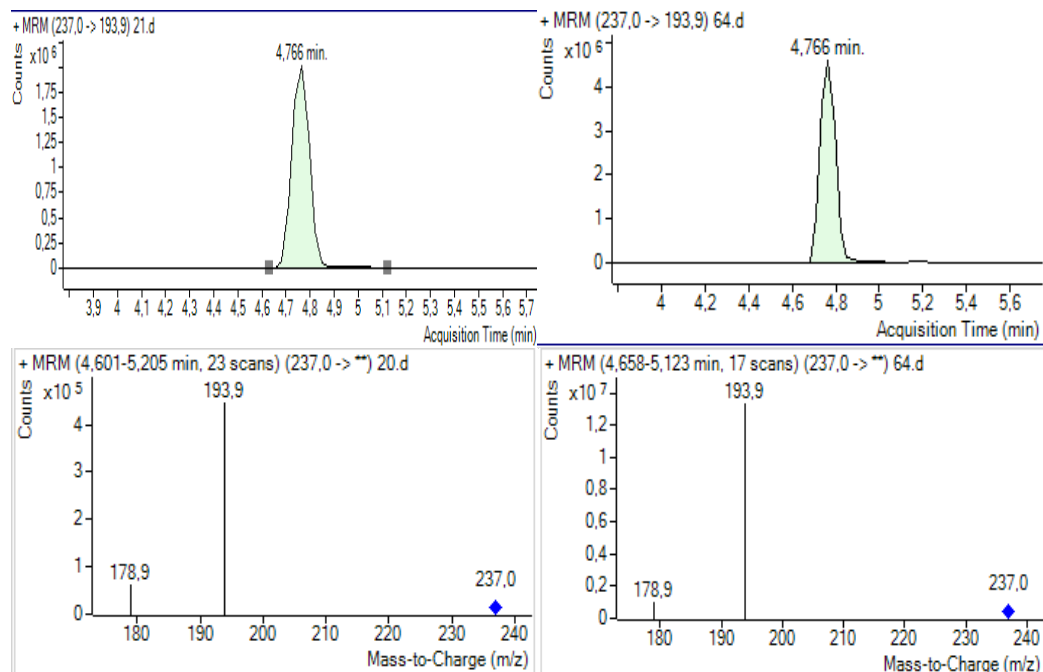 + MRM (237,0 -> 193,9) 21.d
Counts
x10 6
4,766 min.
1,75
1,5
1,25
1
0,75
0,5
0,25
0
3,9 4 4,1 4,2 4,3 4,4 4,5 4,6 4,7 4,8 4,9 5 5,1 5,2 5,3 5,4 5,5 5,6 5,7
Acquisition Time (min)
+ MRM (237,0 -> 193,9) 64.d
Counts
x10 6
4,766 min.
4
3
2
1
0
4 4,2 4,4 4,6 4,8 5 5,2 5,4 5,6
Acquisition Time (min)
+ MRM (4,601-5,205 min, 23 scans) (237,0 -> **) 20.d
Counts
x10 5
193,9
4
3
2
1
0
178,9
237,0
180 190 200 210 220 230 240
Mass-to-Charge (m/z)
+ MRM (4,658-5,123 min, 17 scans) (237,0 -> **) 64.d
Counts
x10 7
193,9
1,2
1
0,8
0,6
0,4
0,2
0
178,9
237,0
180 190 200 210 220 230 240
Mass-to-Charge (m/z)